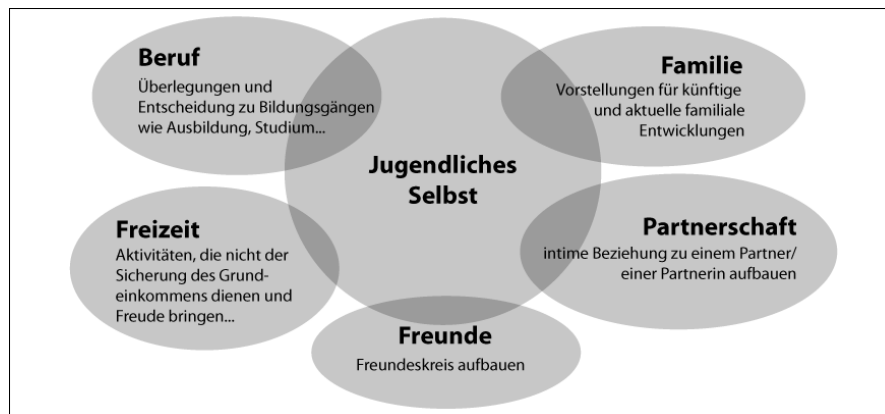 Beruf
Überlegungen und
Entscheidung zu Bildungsgängen
wie Ausbildung, Studium...
Familie
Vorstellungen für künftige
und aktuelle familiale
Entwicklungen
Jugendliches
Selbst
Freizeit
Aktivitäten, die nicht der
Sicherung des Grund-
einkommens dienen und
Freude bringen...
Partnerschaft
intime Beziehung zu einem Partner/
einer Partnerin aufbauen
Freunde
Freundeskreis aufbauen